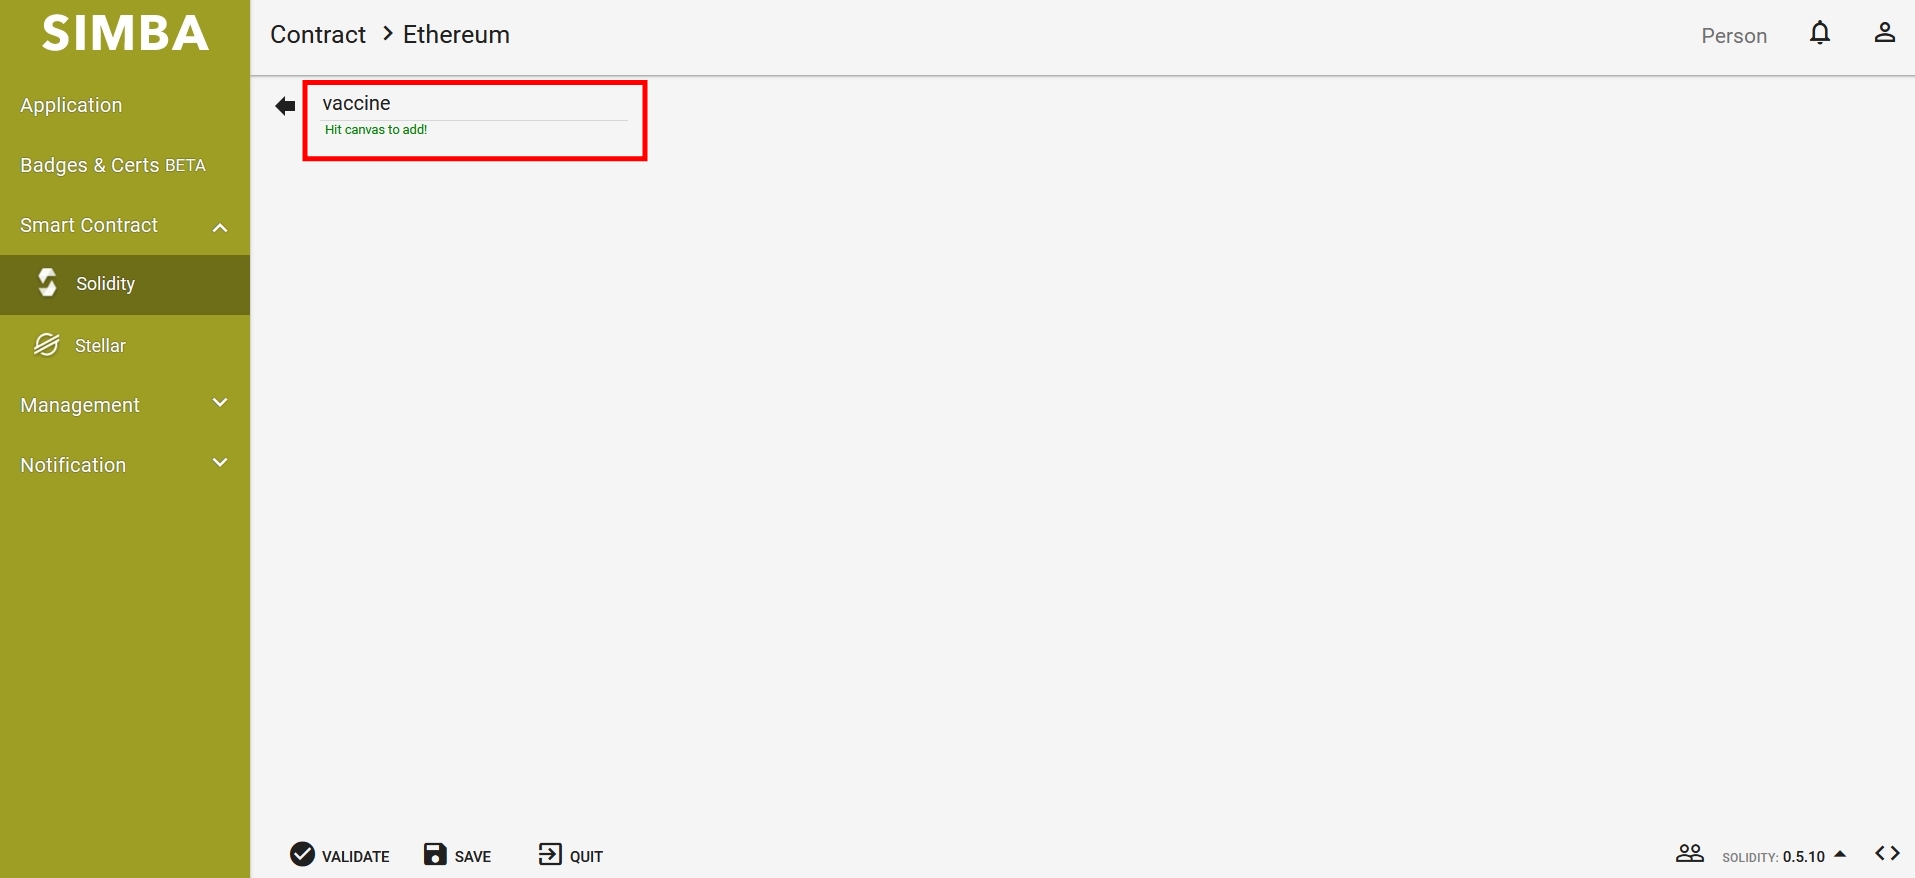 SIMBA
Contract > Ethereum
Person
Application
Badges & Certs BETA
Smart Contract
Solidity
Stellar
Management
Notification
vaccine
Hit canvas to add!
VALIDATE
SAVE
QUIT
SOLIDITY: 0.5.10